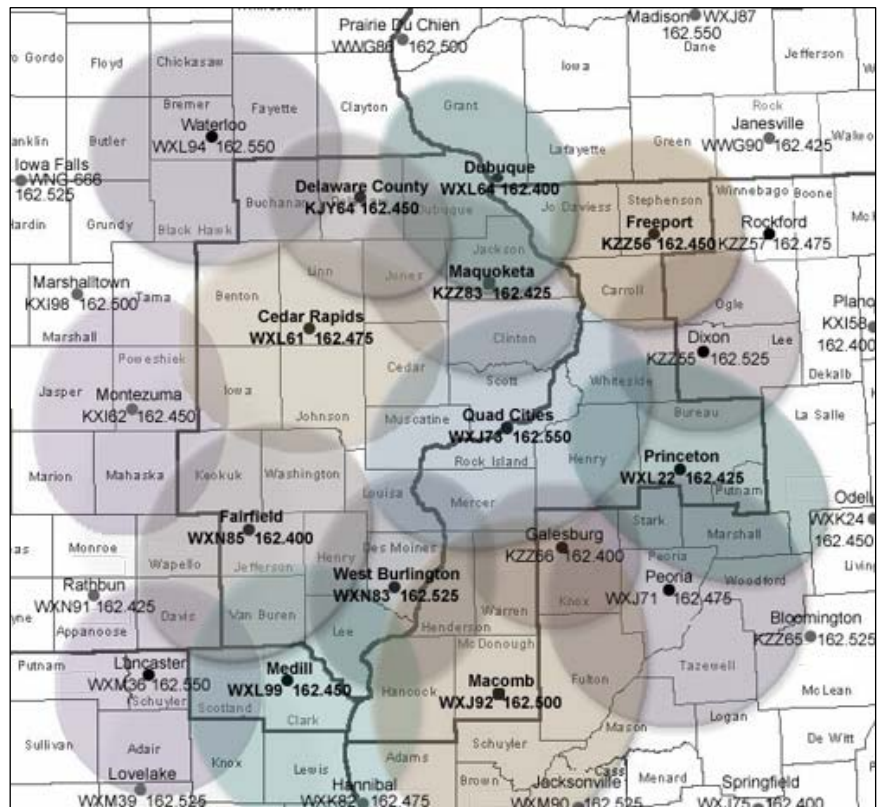 Prairie Du Chien
WWG86 162.500
Madison WXJ87
162.550
Dane
Jefferson
o Gordo
Floyd
Chickasaw
Iowa
Bremer
Fayette
Clayton
Grant
Rock
Janesville
WWG90 162.425
Walwo
anklin
Butler
Waterloo
WXL94 162.550
Lafayette
Green
Iowa Falls
WNG-666
162.525
Dubuque
WXL64 162.400
Delaware County
KJY64 162.450
Buchanan
Dubuque
Jo Daviess
Stephenson
Winnebago
Boone
Freeport
KZZ56 162.450
Rockford
KZZ57 162.475
Hardin
Grundy
Black Hawk
Jackson
Linn
Jones
Maquoketa
KZZ83 162.425
Carroll
Ogle
Marshalltown
KXI98 162.500
Tama
Benton
Cedar Rapids
WXL61 162.475
Plano
KXI58
162.400
Marshall
Clinton
Lee
Dixon
KZZ55 162.525
Poweshiek
Cedar
Scott
Whiteside
Dekalb
Jasper
Iowa
Johnson
Montezuma
KXI62 162.450
Muscatine
Quad Cities
WXJ73 162.550
Bureau
La Salle
Marion
Mahaska
Keokuk
Washington
Rock Island
Henry
Princeton
WXL22 162.425
Putnam
Louisa
Mercer
Odell
WXK24
162.450
Fairfield
WXN85 162.400
Stark
Marshall
Galesburg
KZZ66 162.400
Monroe
Wapello
Jefferson
Henry
Des Moines
Peoria
Woodford
Livin
Rathbun
WXN91 162.425
West Burlington
WXN83 162.525
Warren
Knox
Peoria
WXJ71 162.475
Appanoose
Davis
Van Buren
Lee
Henderson
Bloomington
KZZ65 162.525
Putnam
Lancaster
WXM36 162.550
Schuyler
Scotland
Medill
WXL99 162.450
McDonough
Macomb
WXJ92 162.500
Hancock
Fulton
Tazewell
McLean
Clark
Sullivan
Adair
Knox
Lewis
Adams
Schuyler
Mason
Logan
De Witt
Lovelake
WXM39 162.525
Hannibal
WXK82 162.475
Brown
Cass
Jacksonville
WXM90 162.525
Menard
Springfield
WXJ75 162.400